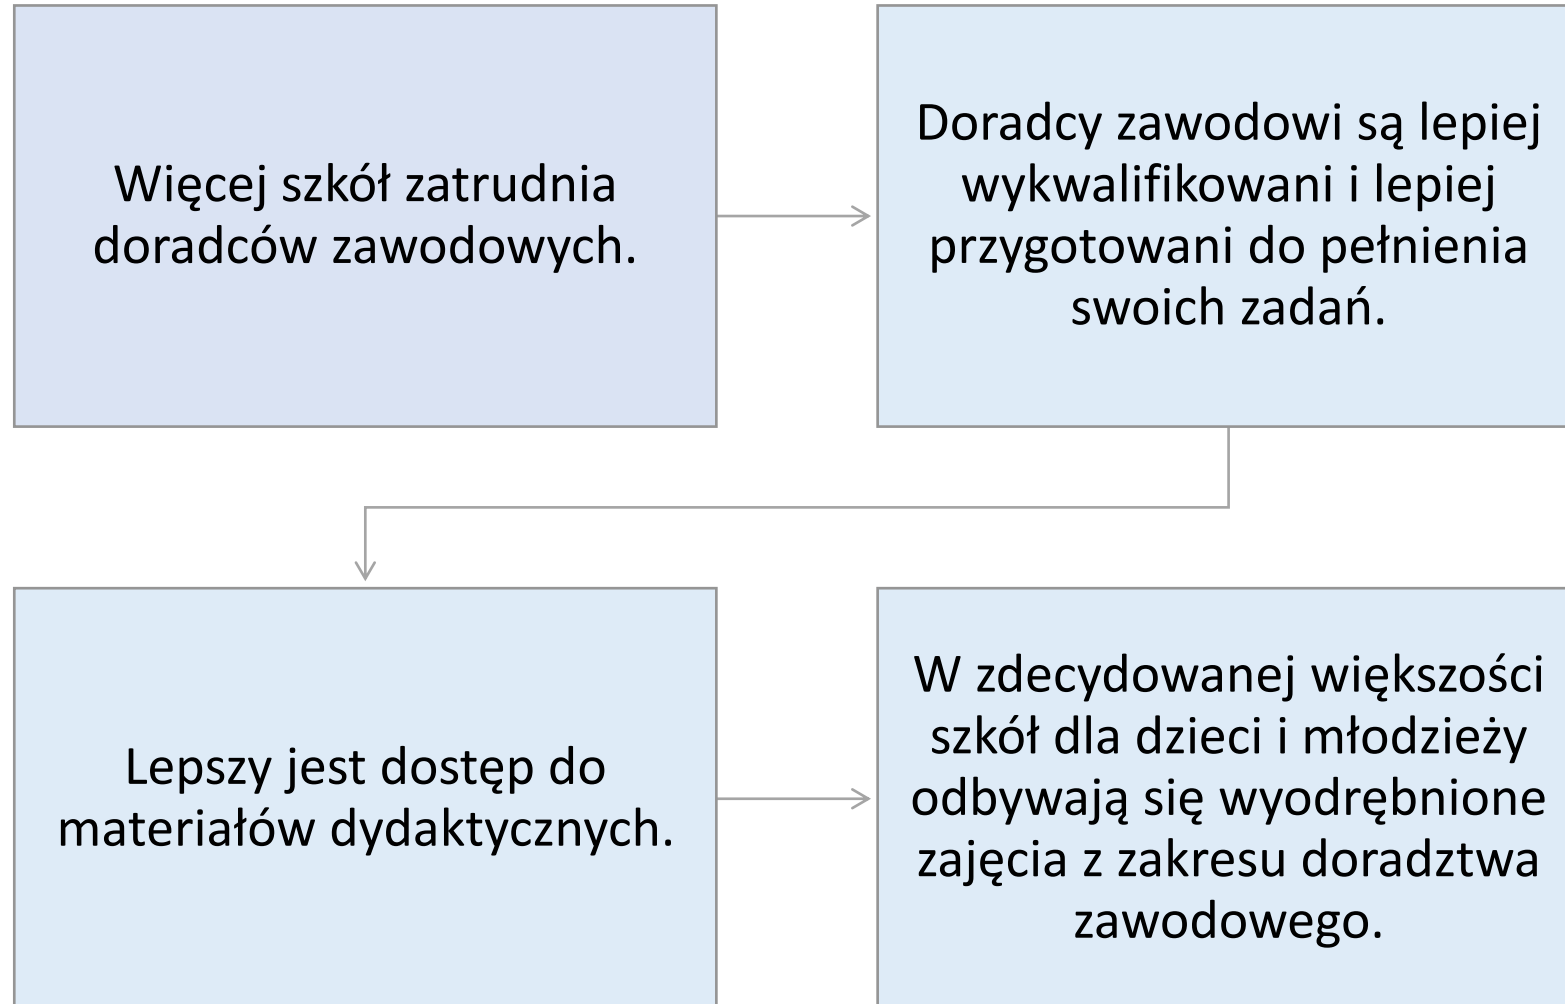 Więcej szkół zatrudnia
doradców zawodowych.
Doradcy zawodowi są lepiej
wykwalifikowani i lepiej
przygotowani do pełnienia
swoich zadań.
Lepszy jest dostęp do
materiałów dydaktycznych.
W zdecydowanej większości
szkół dla dzieci i młodzieży
odbywają się wyodrębnione
zajęcia z zakresu doradztwa
zawodowego.